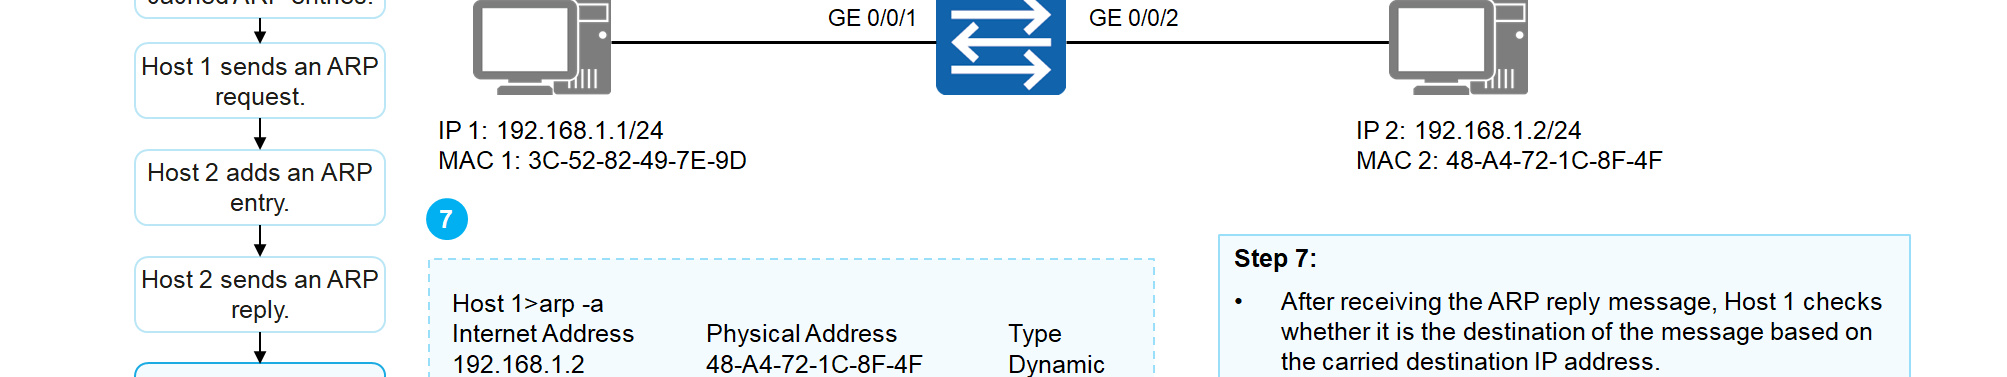 cached ARP entries.
Host 1 sends an ARP
request.
Host 2 adds an ARP
entry.
Host 2 sends an ARP
reply.
GE 0/0/1
GE 0/0/2
IP 1: 192.168.1.1/24
MAC 1: 3C-52-82-49-7E-9D
IP 2: 192.168.1.2/24
MAC 2: 48-A4-72-1C-8F-4F
7
Host 1>arp -a
Internet Address Physical Address Type
192.168.1.2 48-A4-72-1C-8F-4F Dynamic
Step 7:
• After receiving the ARP reply message, Host 1 checks
whether it is the destination of the message based on
the carried destination IP address.